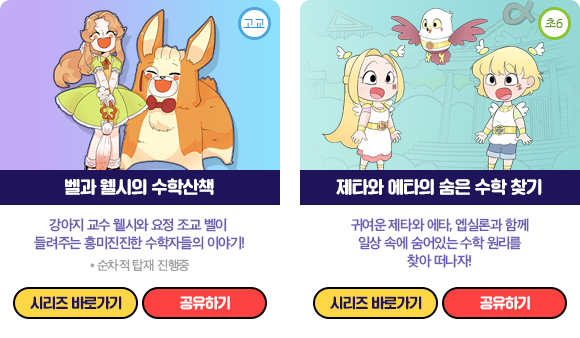 고교
벨과 웰시의 수학산책
강아지 교수 웰시와 요정 조교 벨이
들려주는 흥미진진한 수학자들의 이야기!
* 순차적 탑재 진행중
시리즈 바로가기
공유하기
초6
제타와 에타의 숨은 수학 찾기
귀여운 제타와 에타, 엡실론과 함께
일상 속에 숨어있는 수학 원리를
찾아 떠나자!
시리즈 바로가기
공유하기